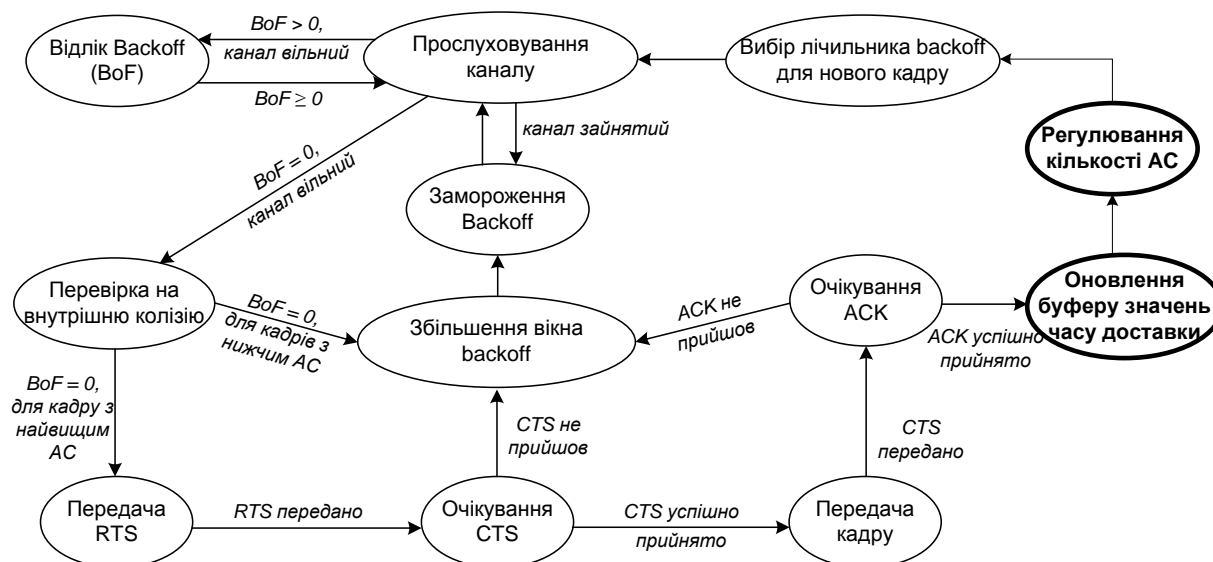 BoF > 0,
канал вільний
Відлік Backoff
(BoF)
BoF ≥ 0
Прослуховування
каналу
Вибір лічильника backoff
для нового кадру
канал зайнятий
Регулювання
кількості АС
BoF = 0,
канал вільний
Замороження
Backoff
Перевірка на
внутрішню колізію
BoF = 0,
для кадрів з
нижчим АС
Збільшення вікна
backoff
ACK не
прийшов
Очікування
ACK
Оновлення
буферу значень
часу доставки
ACK успішно
прийнято
BoF = 0,
для кадру з
найвищим
АС
CTS не
прийшов
CTS
передано
Передача
RTS
RTS передано
Очікування
CTS
CTS успішно
прийнято
Передача
кадру